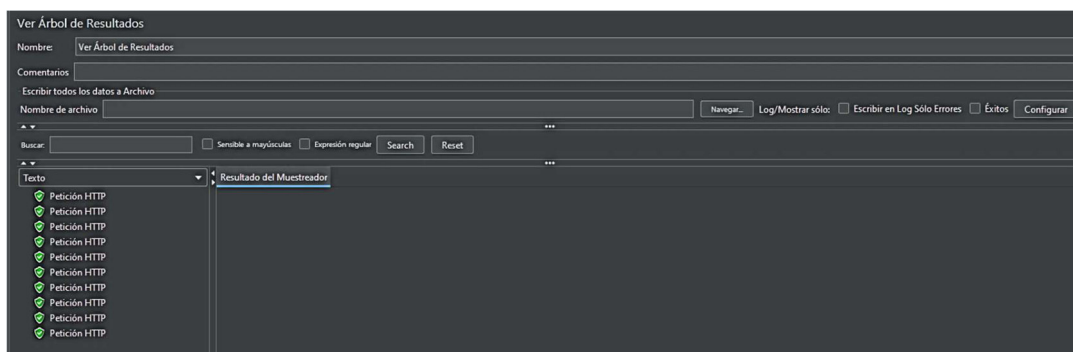 Ver Árbol de Resultados
Nombre: Ver Árbol de Resultados
Comentarios
Escribir todos los datos a Archivo
Nombre de archivo Navegar... Log/Mostrar sólo: Escribir en Log Sólo Errores Éxitos Configurar
Buscar: Sensible a mayúsculas Expresión regular Search Reset
Texto Resultado del Muestreador
Petición HTTP
Petición HTTP
Petición HTTP
Petición HTTP
Petición HTTP
Petición HTTP
Petición HTTP
Petición HTTP
Petición HTTP
Petición HTTP